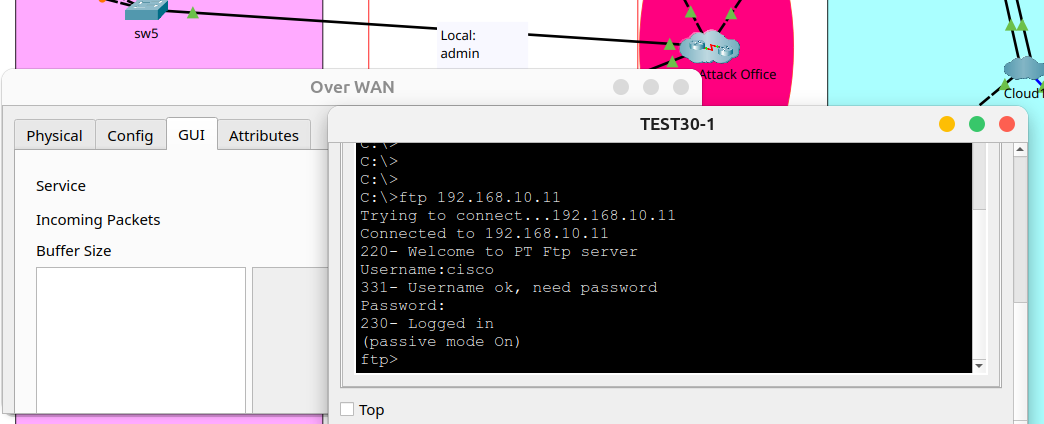 sw5
Local:
admin
Attack Office
Cloud1
Over WAN
TEST30-1
Physical
Config
GUI
Attributes
Service
Incoming Packets
Buffer Size
C:\>
C:\>
C:\>
C:\>ftp 192.168.10.11
Trying to connect...192.168.10.11
Connected to 192.168.10.11
220- Welcome to PT Ftp server
Username:cisco
331- Username ok, need password
Password:
230- Logged in
(passive mode On)
ftp>
Top